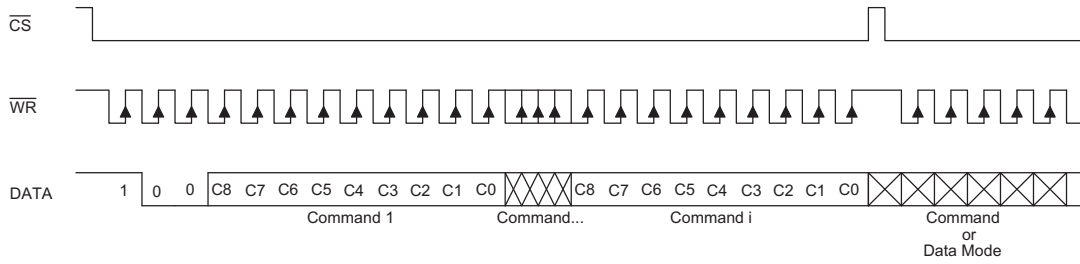 CS
WR
DATA 1 0 0 C8 C7 C6 C5 C4 C3 C2 C1 C0 C8 C7 C6 C5 C4 C3 C2 C1 C0
Command 1 Command... Command i Command
or
Data Mode